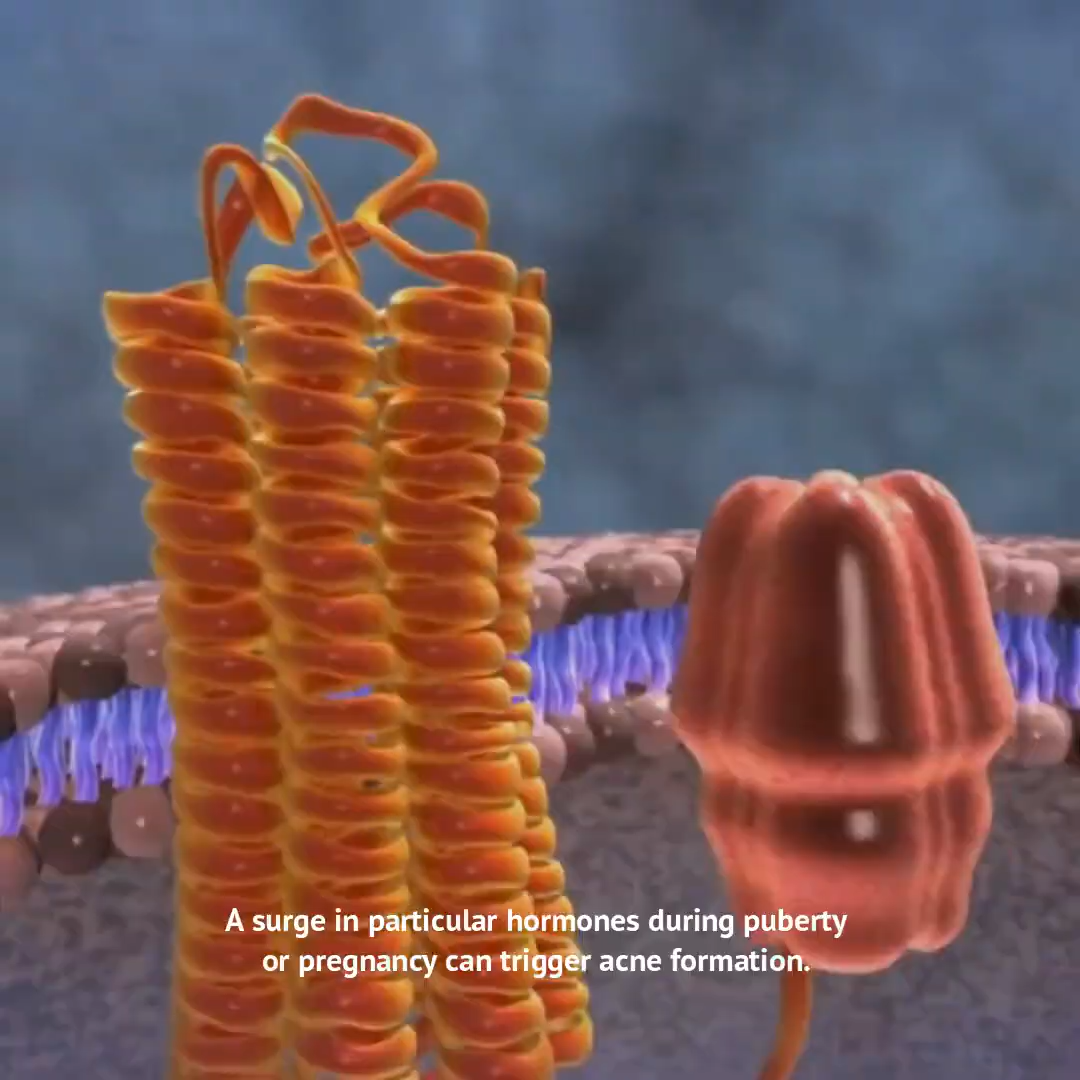 A surge in particular hormones during puberty
or pregnancy can trigger acne formation.